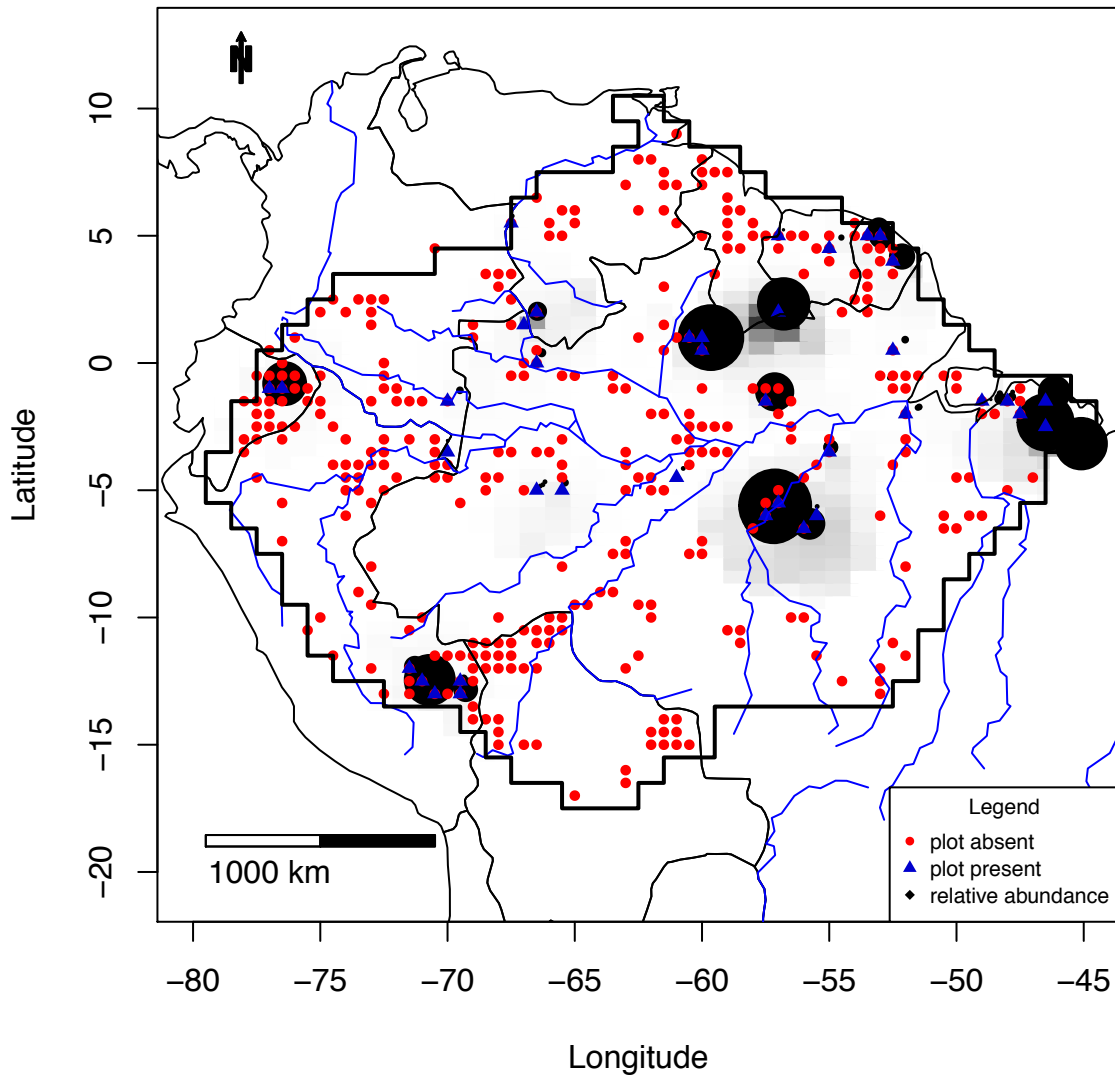 N
10
5
0
−5
−10
−15
−20
Latitude
1000 km
Legend
plot absent
plot present
relative abundance
−80
−75
−70
−65
−60
−55
−50
−45
Longitude